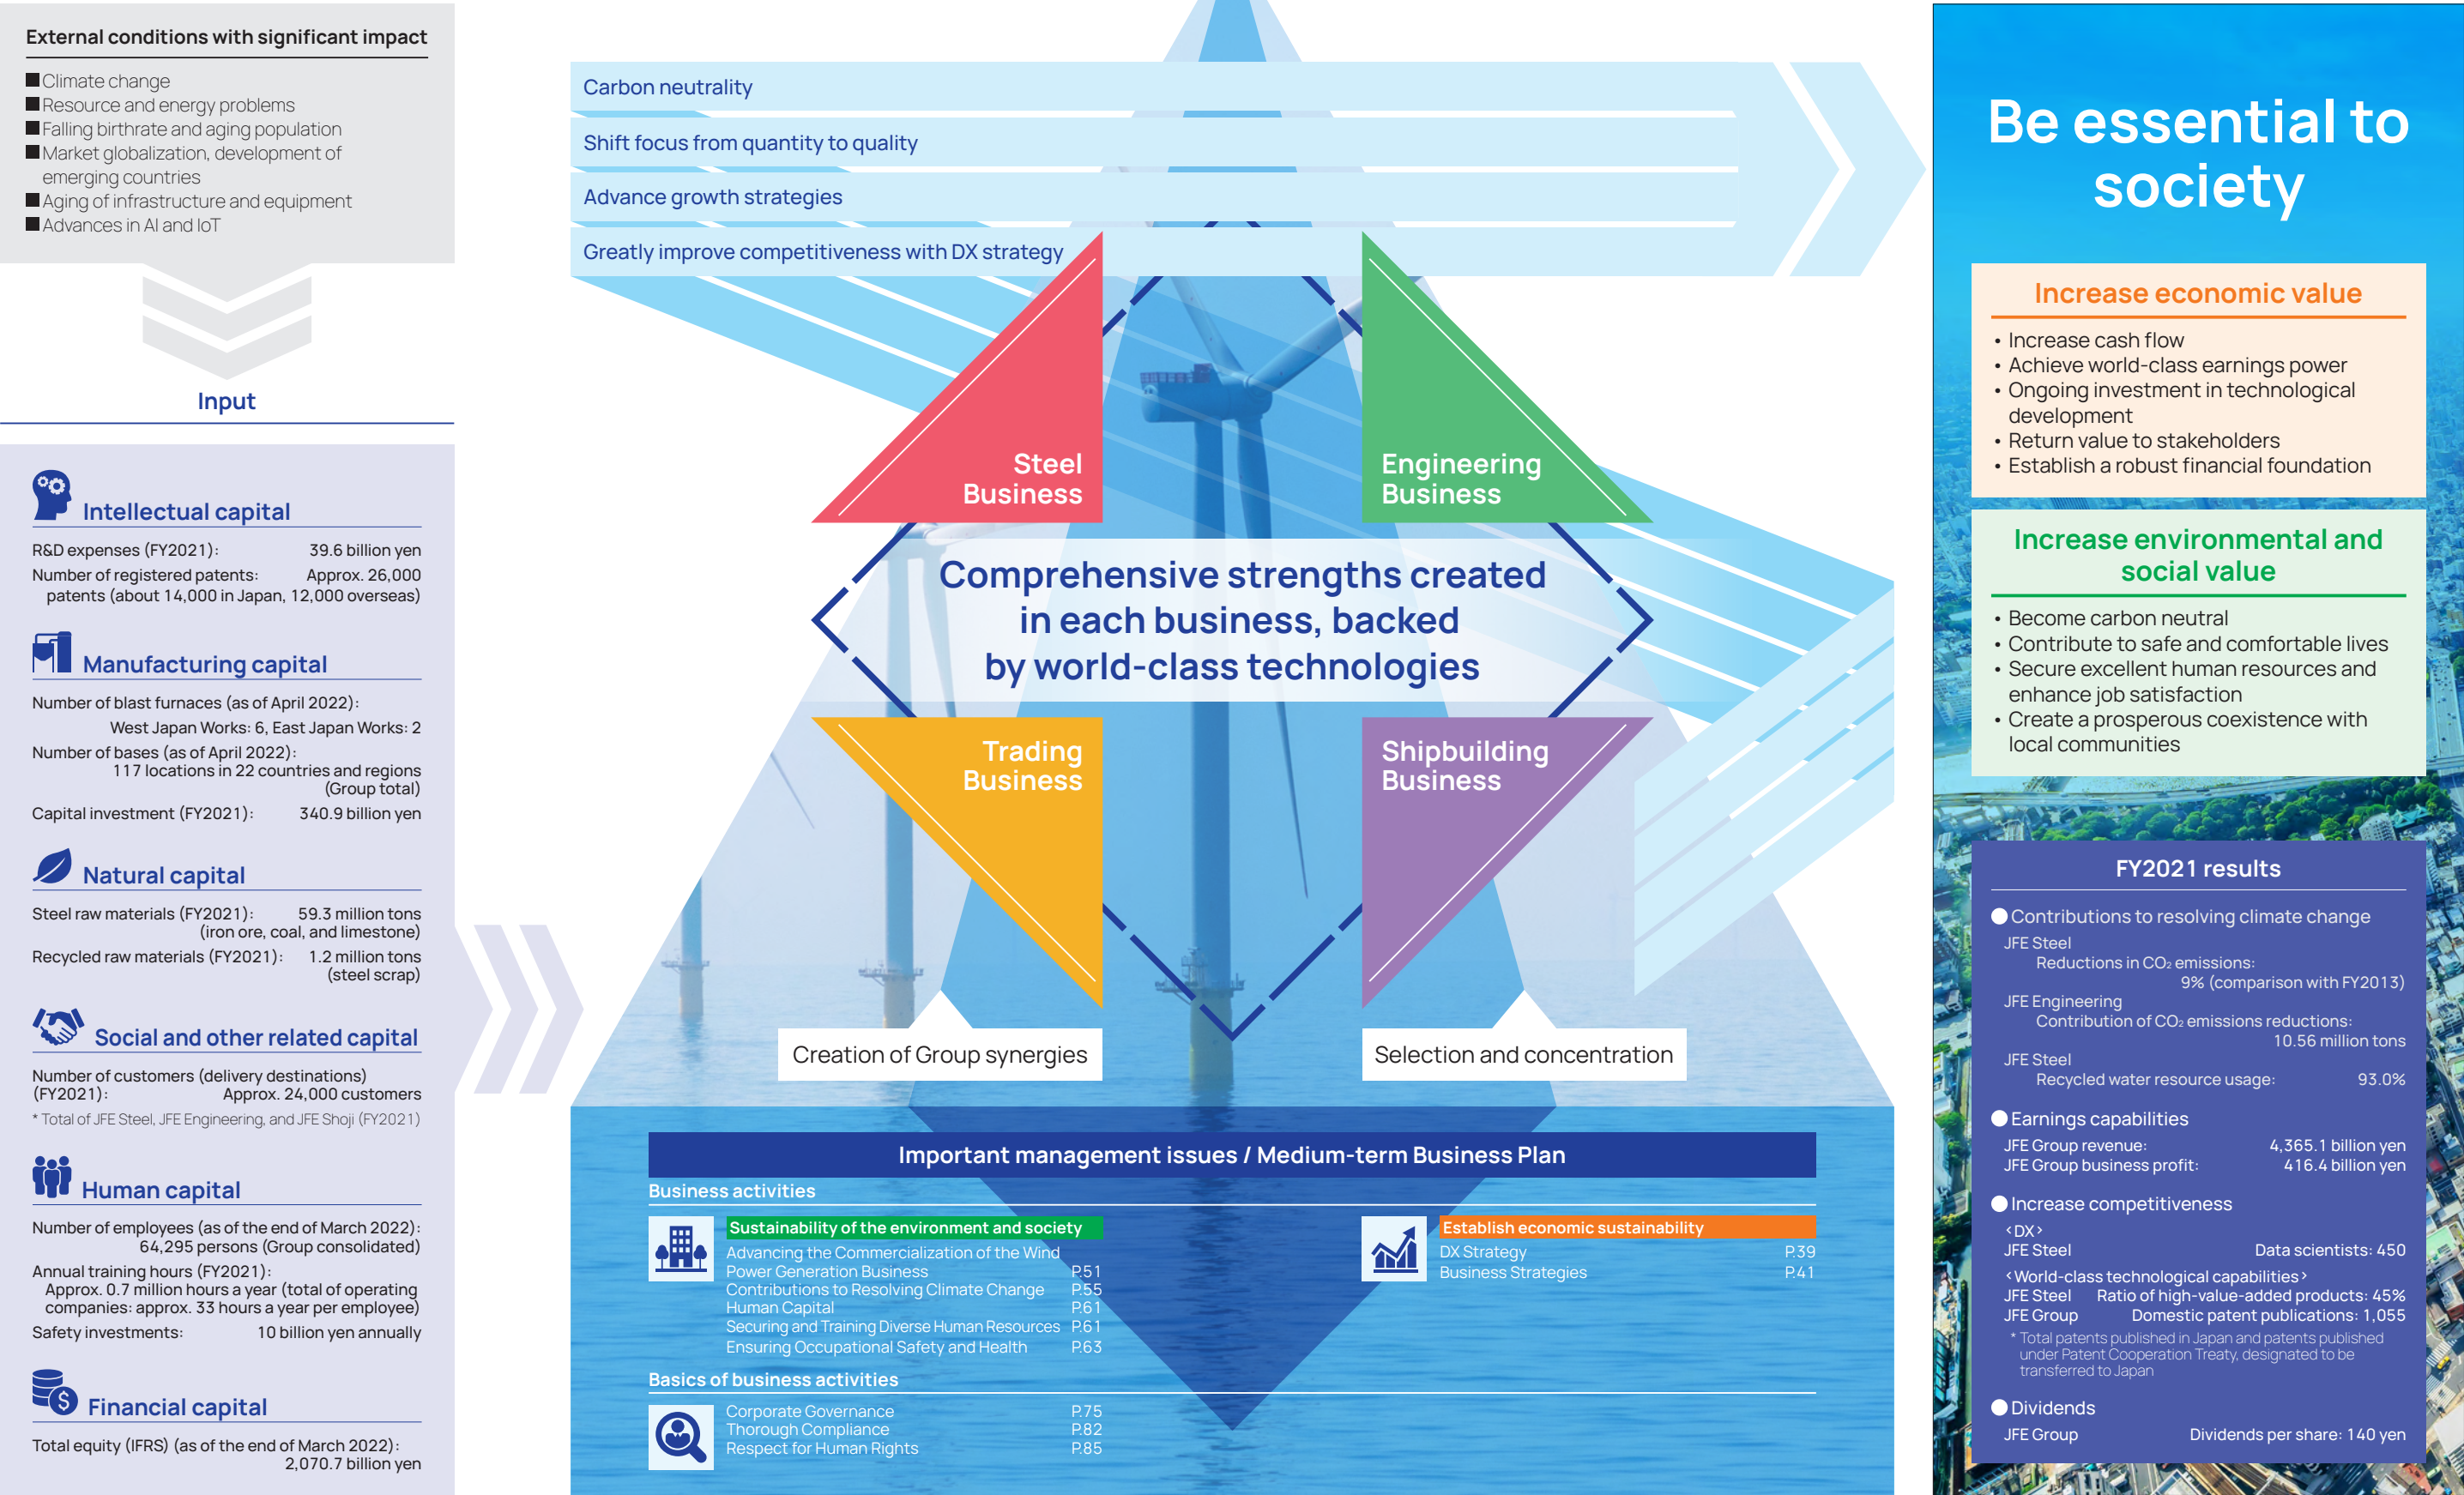 External conditions with significant impact
■ Climate change
■ Resource and energy problems
■ Falling birthrate and aging population
■ Market globalization, development of
emerging countries
■ Aging of infrastructure and equipment
■ Advances in AI and IoT
Input
Intellectual capital
R&D expenses (FY2021): 39.6 billion yen
Number of registered patents: Approx. 26,000
patents (about 14,000 in Japan, 12,000 overseas)
Manufacturing capital
Number of blast furnaces (as of April 2022):
West Japan Works: 6, East Japan Works: 2
Number of bases (as of April 2022):
117 locations in 22 countries and regions
(Group total)
Capital investment (FY2021): 340.9 billion yen
Natural capital
Steel raw materials (FY2021): 59.3 million tons
(iron ore, coal, and limestone)
Recycled raw materials (FY2021): 1.2 million tons
(steel scrap)
Social and other related capital
Number of customers (delivery destinations)
(FY2021): Approx. 24,000 customers
* Total of JFE Steel, JFE Engineering, and JFE Shoji (FY2021)
Human capital
Number of employees (as of the end of March 2022):
64,295 persons (Group consolidated)
Annual training hours (FY2021):
Approx. 0.7 million hours a year (total of operating
companies: approx. 33 hours a year per employee)
Safety investments: 10 billion yen annually
Financial capital
Total equity (IFRS) (as of the end of March 2022):
2,070.7 billion yen
Carbon neutrality
Shift focus from quantity to quality
Advance growth strategies
Greatly improve competitiveness with DX strategy
Steel
Business
Engineering
Business
Comprehensive strengths created
in each business, backed
by world-class technologies
Trading
Business
Shipbuilding
Business
Creation of Group synergies
Selection and concentration
Important management issues / Medium-term Business Plan
Business activities
Sustainability of the environment and society
Advancing the Commercialization of the Wind
Power Generation Business P.51
Contributions to Resolving Climate Change P.55
Human Capital P.61
Securing and Training Diverse Human Resources P.61
Ensuring Occupational Safety and Health P.63
Establish economic sustainability
DX Strategy P.39
Business Strategies P.41
Basics of business activities
Corporate Governance P.75
Thorough Compliance P.82
Respect for Human Rights P.85
Be essential to
society
Increase economic value
• Increase cash flow
• Achieve world-class earnings power
• Ongoing investment in technological
development
• Return value to stakeholders
• Establish a robust financial foundation
Increase environmental and
social value
• Become carbon neutral
• Contribute to safe and comfortable lives
• Secure excellent human resources and
enhance job satisfaction
• Create a prosperous coexistence with
local communities
FY2021 results
● Contributions to resolving climate change
JFE Steel
Reductions in CO₂ emissions:
9% (comparison with FY2013)
JFE Engineering
Contribution of CO₂ emissions reductions:
10.56 million tons
JFE Steel
Recycled water resource usage: 93.0%
● Earnings capabilities
JFE Group revenue: 4,365.1 billion yen
JFE Group business profit: 416.4 billion yen
● Increase competitiveness
<DX>
JFE Steel Data scientists: 450
<World-class technological capabilities>
JFE Steel Ratio of high-value-added products: 45%
JFE Group Domestic patent publications: 1,055
* Total patents published in Japan and patents published
under Patent Cooperation Treaty, designated to be
transferred to Japan
● Dividends
JFE Group Dividends per share: 140 yen